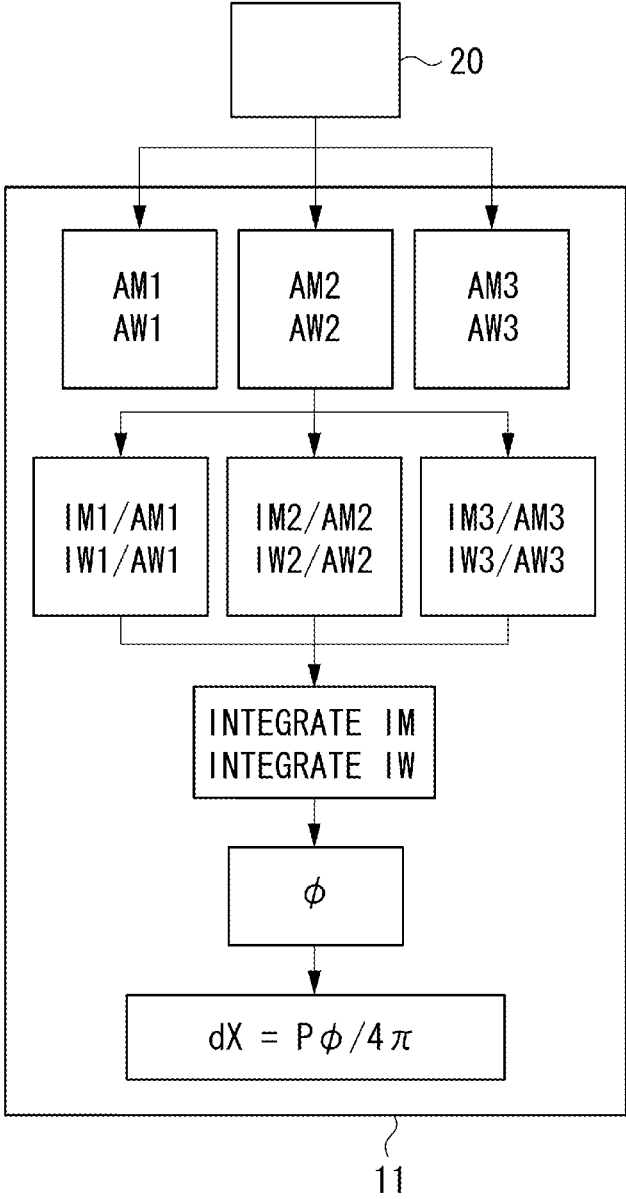 20
AM1
AW1
AM2
AW2
AM3
AW3
IM1/AM1
IW1/AW1
IM2/AM2
IW2/AW2
IM3/AM3
IW3/AW3
INTEGRATE IM
INTEGRATE IW
φ
dX = Pφ/4π
11